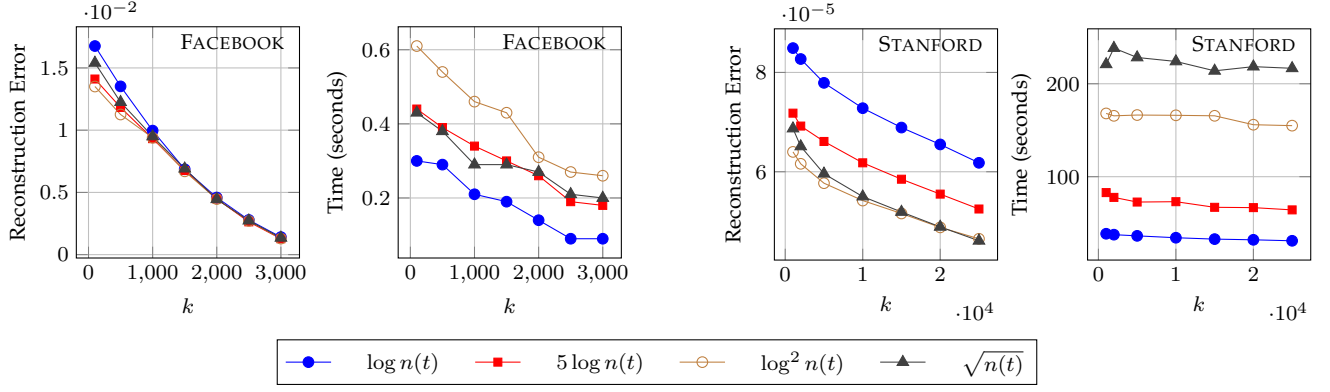 ·10⁻²
FACEBOOK
Reconstruction Error
1.5
1
0.5
0
0
1,000
2,000
3,000
k
FACEBOOK
Time (seconds)
0.6
0.4
0.2
0
1,000
2,000
3,000
k
·10⁻⁵
STANFORD
Reconstruction Error
8
6
0
1
2
k
·10⁴
STANFORD
Time (seconds)
200
100
0
1
2
k
·10⁴
log n(t) 5 log n(t) log² n(t) √n(t)